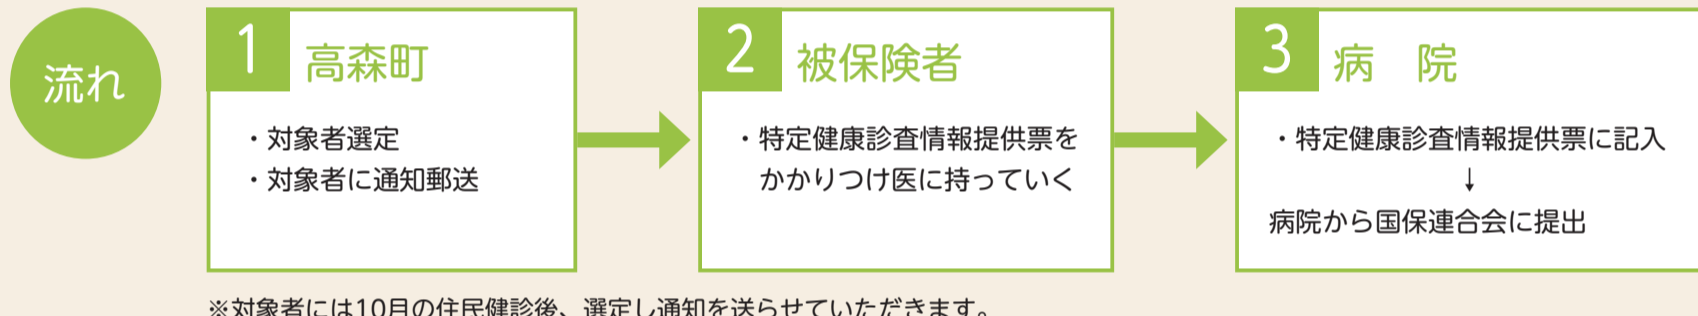 流れ
1 高森町
・対象者選定
・対象者に通知郵送
2 被保険者
・特定健康診査情報提供票を
かかりつけ医に持っていく
3 病　院
・特定健康診査情報提供票に記入
↓
病院から国保連合会に提出
※対象者には10月の住民健診後、選定し通知を送らせていただきます。